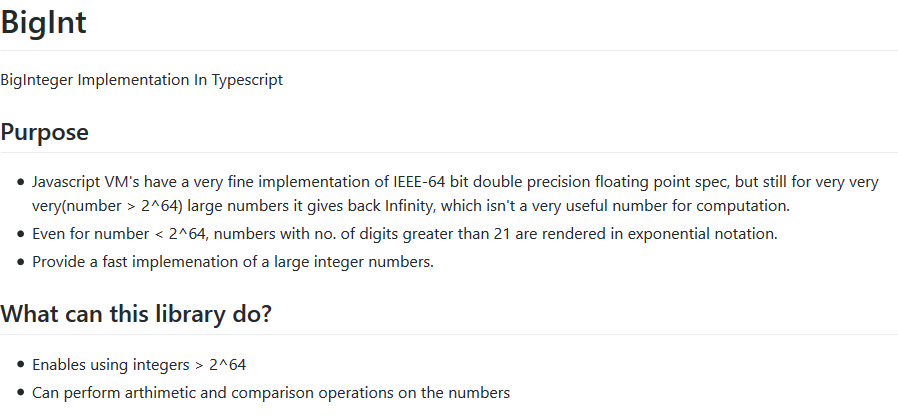 BigInt
BigInteger Implementation In Typescript
Purpose
• Javascript VM's have a very fine implementation of IEEE-64 bit double precision floating point spec, but still for very very
very(number > 2^64) large numbers it gives back Infinity, which isn't a very useful number for computation.
• Even for number < 2^64, numbers with no. of digits greater than 21 are rendered in exponential notation.
• Provide a fast implemenation of a large integer numbers.
What can this library do?
• Enables using integers > 2^64
• Can perform arthimetic and comparison operations on the numbers